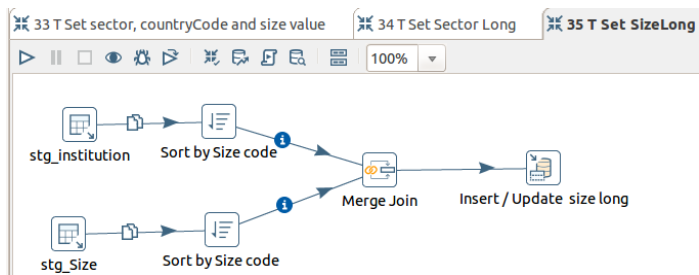 33 T Set sector, countryCode and size value
34 T Set Sector Long
35 T Set SizeLong
100%
stg_institution
Sort by Size code
Merge Join
Insert / Update size long
stg_Size
Sort by Size code